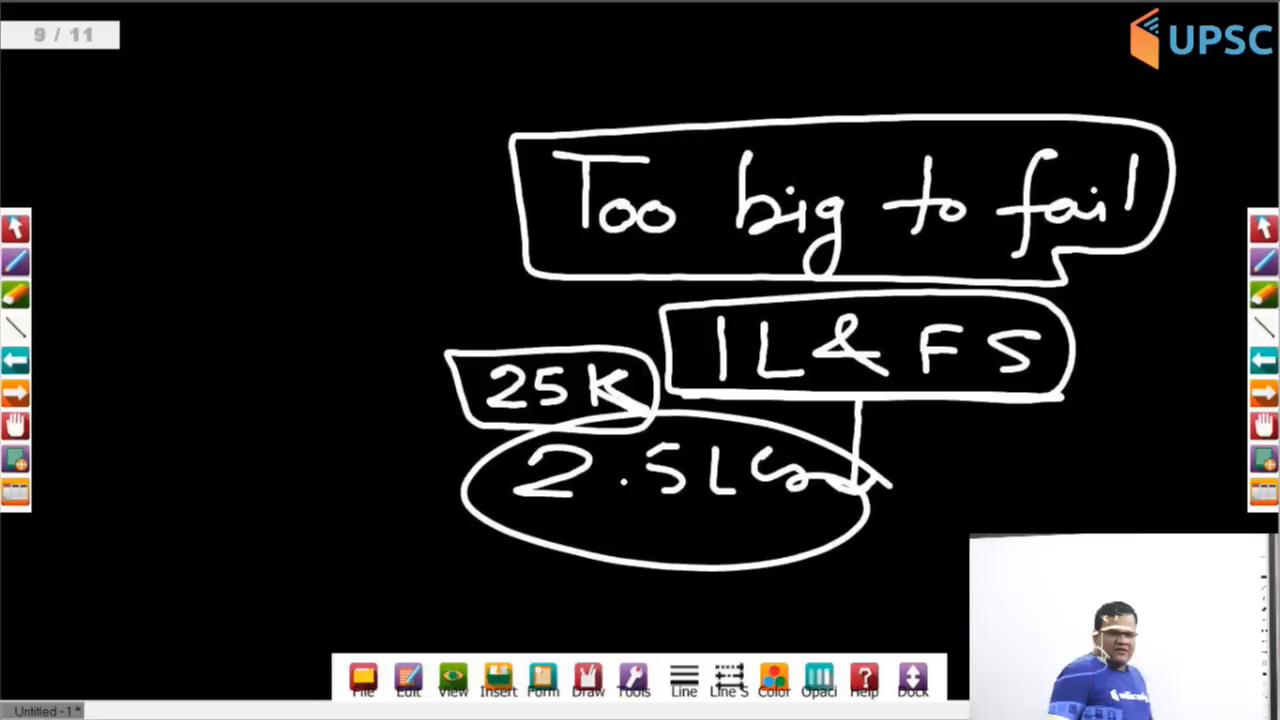 9 / 11
UPSC
Too big to fail
IL & FS
25K
2.5L Cr
File Edit View Insert Form Draw Tools Line Line S Color Opaci Help Dock
Untitled - 1 *